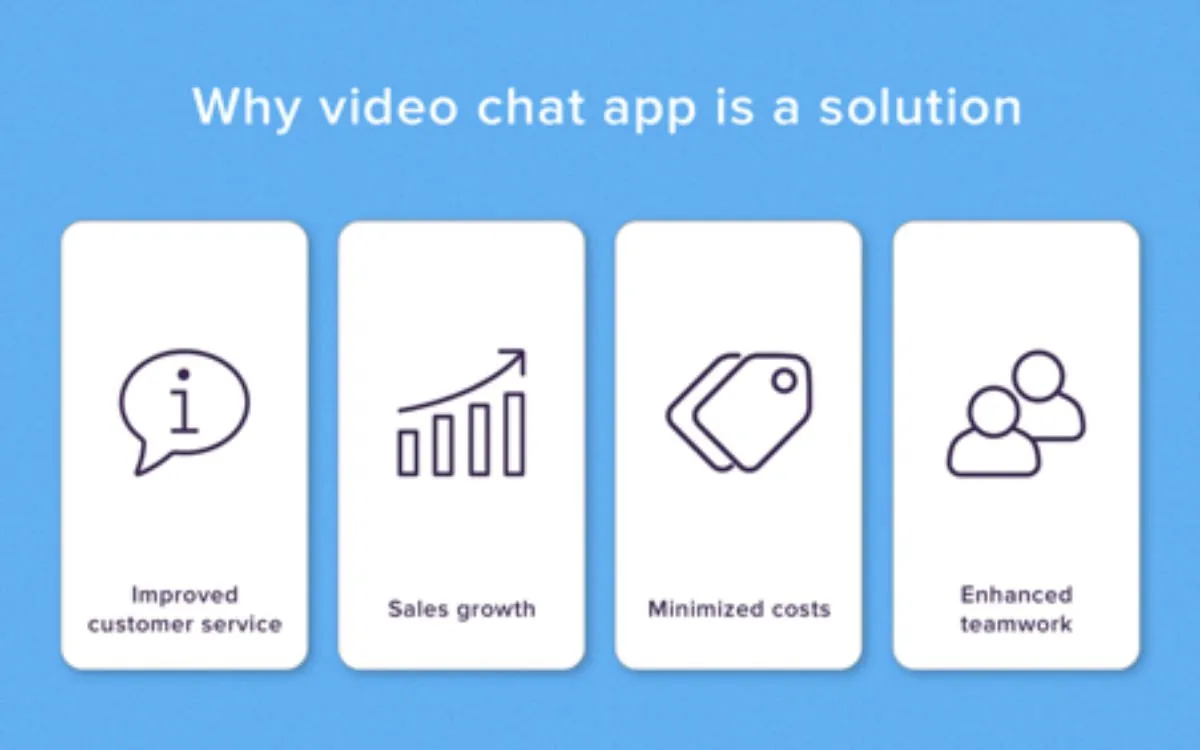 Why video chat app is a solution
i
Improved
customer service
Sales growth
Minimized costs
Enhanced
teamwork